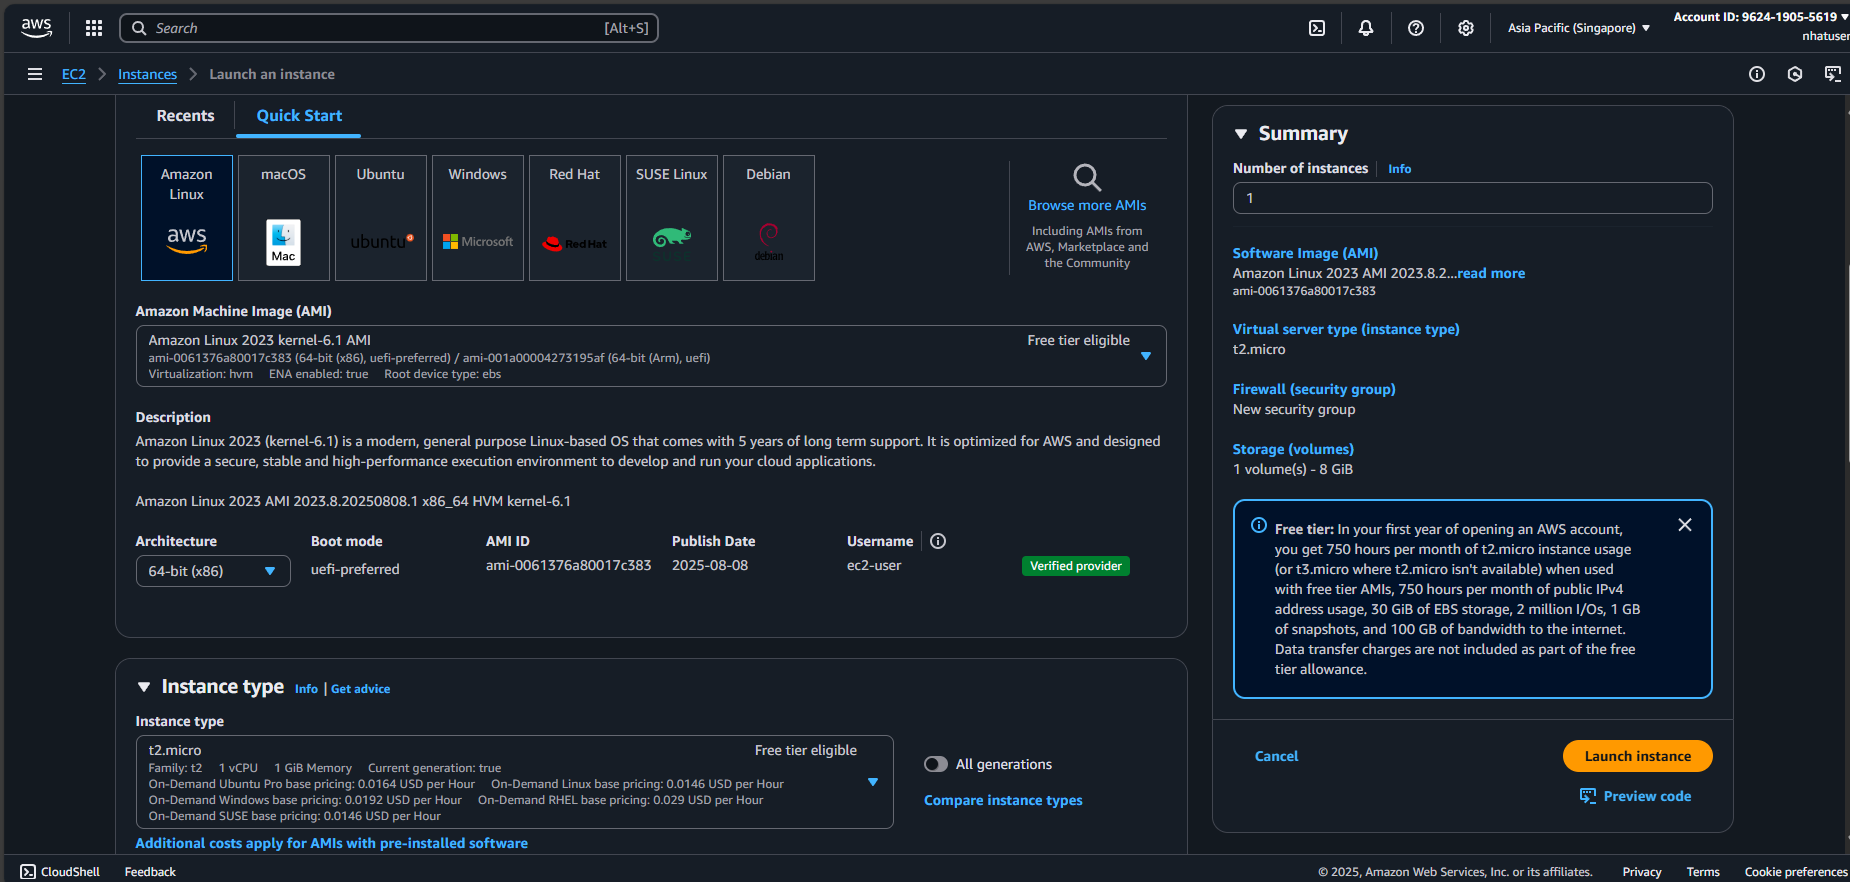 aws
Search [Alt+S]
Asia Pacific (Singapore)
Account ID: 9624-1905-5619
nhatuser
EC2 Instances Launch an instance
Recents Quick Start
Amazon Linux
aws
macOS
Mac
Ubuntu
ubuntu
Windows
Microsoft
Red Hat
Red Hat
SUSE Linux
Debian
debian
Browse more AMIs
Including AMIs from
AWS, Marketplace and
the Community
Amazon Machine Image (AMI)
Amazon Linux 2023 kernel-6.1 AMI Free tier eligible
ami-0061376a80017c383 (64-bit (x86), uefi-preferred) / ami-001a00004273195af (64-bit (Arm), uefi)
Virtualization: hvm ENA enabled: true Root device type: ebs
Description
Amazon Linux 2023 (kernel-6.1) is a modern, general purpose Linux-based OS that comes with 5 years of long term support. It is optimized for AWS and designed
to provide a secure, stable and high-performance execution environment to develop and run your cloud applications.
Amazon Linux 2023 AMI 2023.8.20250808.1 x86_64 HVM kernel-6.1
Architecture Boot mode AMI ID Publish Date Username
64-bit (x86) uefi-preferred ami-0061376a80017c383 2025-08-08 ec2-user Verified provider
Instance type Info | Get advice
Instance type
t2.micro Free tier eligible
Family: t2 1 vCPU 1 GiB Memory Current generation: true
On-Demand Ubuntu Pro base pricing: 0.0164 USD per Hour On-Demand Linux base pricing: 0.0146 USD per Hour
On-Demand Windows base pricing: 0.0192 USD per Hour On-Demand RHEL base pricing: 0.029 USD per Hour
On-Demand SUSE base pricing: 0.0146 USD per Hour
All generations
Compare instance types
Additional costs apply for AMIs with pre-installed software
Summary
Number of instances Info
1
Software Image (AMI)
Amazon Linux 2023 AMI 2023.8.2...read more
ami-0061376a80017c383
Virtual server type (instance type)
t2.micro
Firewall (security group)
New security group
Storage (volumes)
1 volume(s) - 8 GiB
Free tier: In your first year of opening an AWS account,
you get 750 hours per month of t2.micro instance usage
(or t3.micro where t2.micro isn't available) when used
with free tier AMIs, 750 hours per month of public IPv4
address usage, 30 GiB of EBS storage, 2 million I/Os, 1 GB
of snapshots, and 100 GB of bandwidth to the internet.
Data transfer charges are not included as part of the free
tier allowance.
Cancel Launch instance
Preview code
CloudShell Feedback © 2025, Amazon Web Services, Inc. or its affiliates. Privacy Terms Cookie preferences